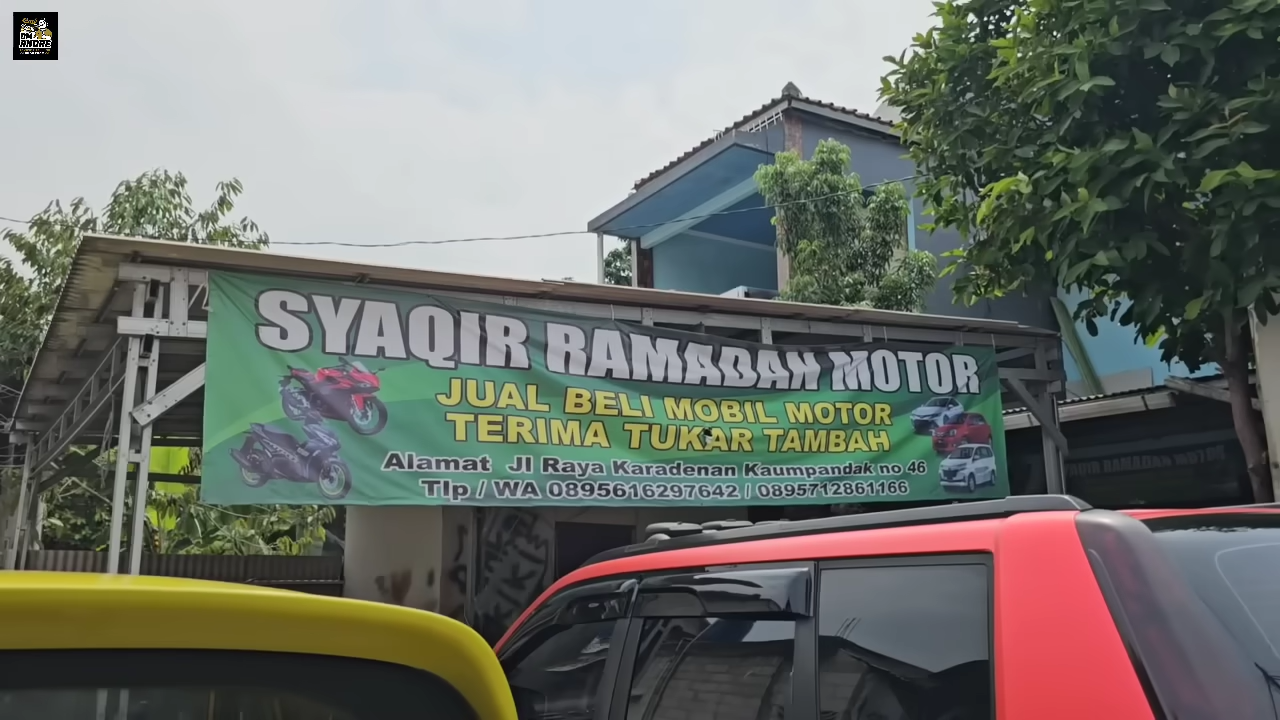 SYAQIR RAMADAH MOTOR
JUAL BELI MOBIL MOTOR
TERIMA TUKAR TAMBAH
Alamat Jl Raya Karadenan Kaumpandak no 46
Tlp / WA 0895616297642 / 0895712861166